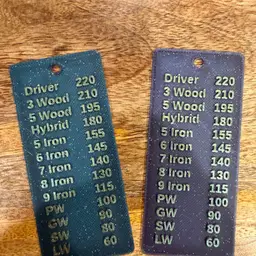 Driver 220
3 Wood 210
5 Wood 195
Hybrid 180
5 Iron 155
6 Iron 145
7 Iron 140
8 Iron 130
9 Iron 115
PW 100
GW 90
SW 80
LW 60
Driver 220
3 Wood 210
5 Wood 195
Hybrid 180
5 Iron 155
6 Iron 145
7 Iron 140
8 Iron 130
9 Iron 115
PW 100
GW 90
SW 80
LW 60